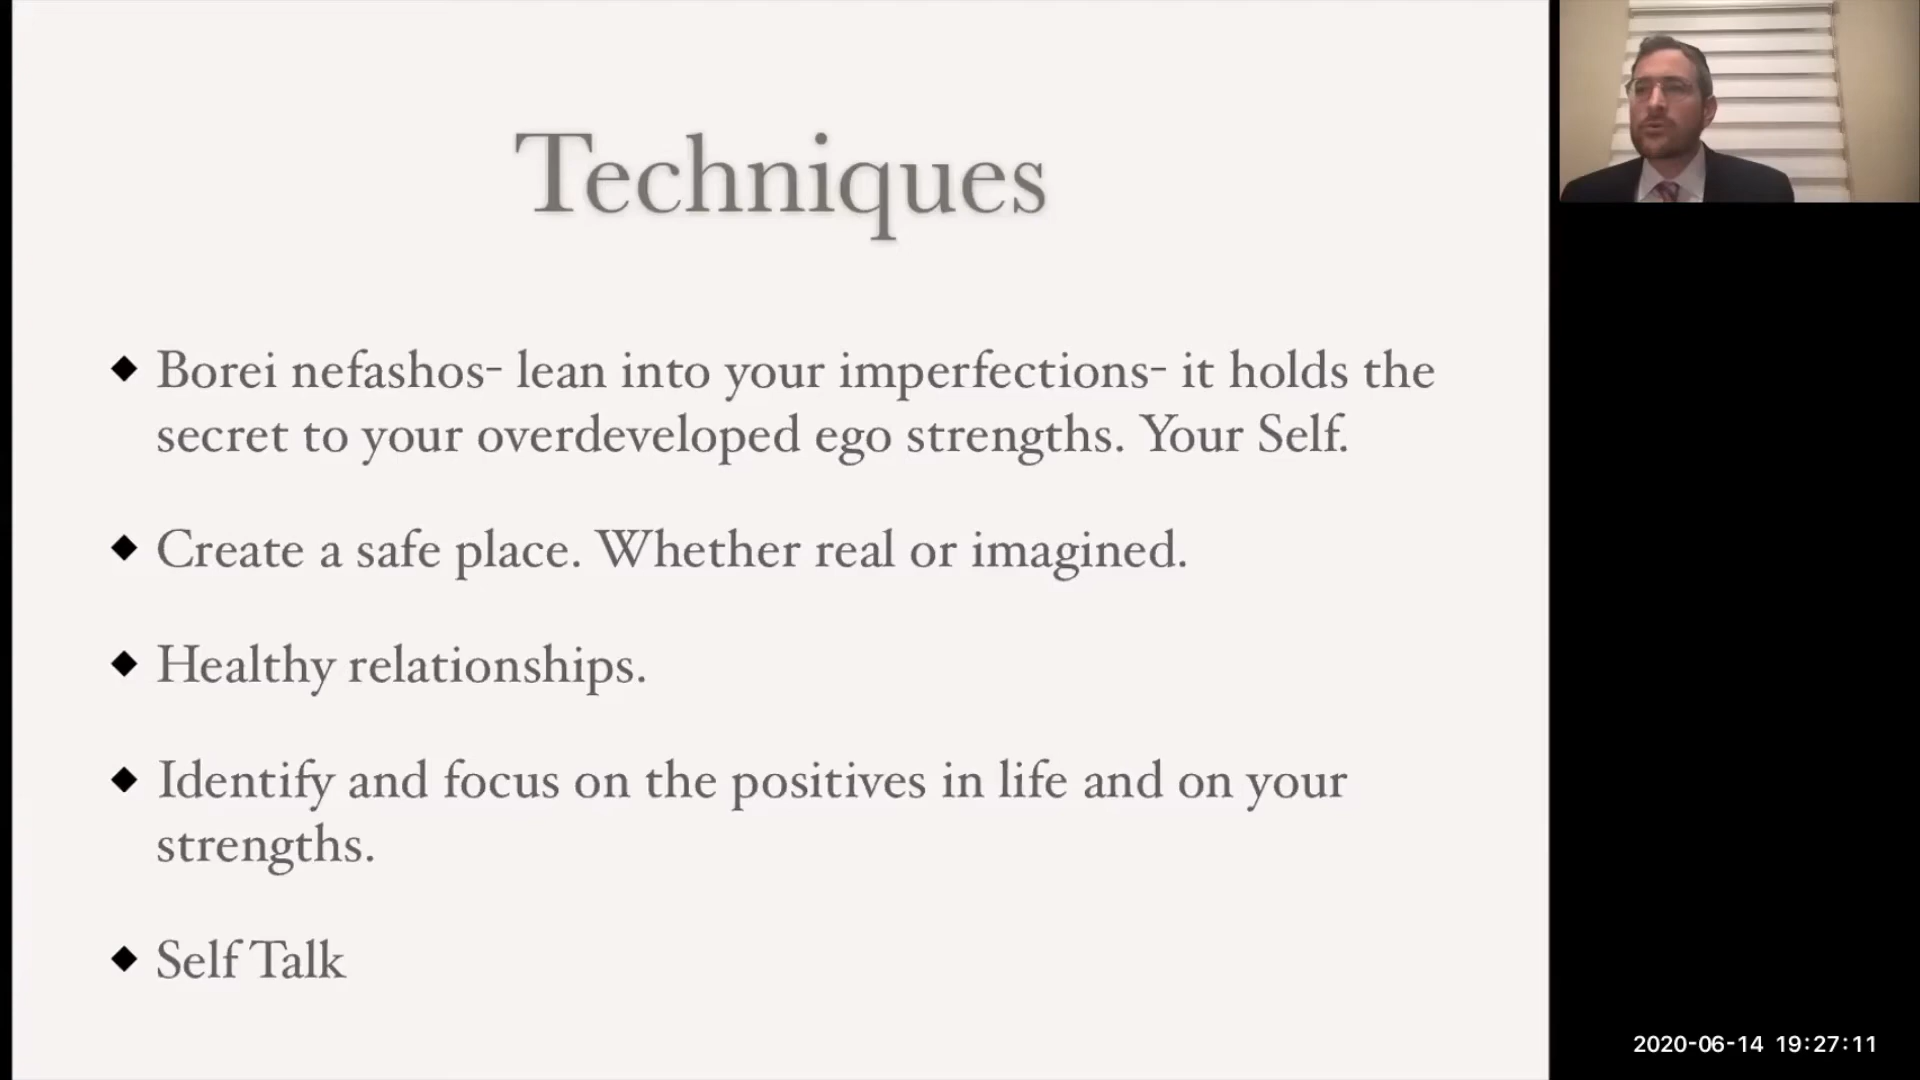 Techniques
◆ Borei nefashos- lean into your imperfections- it holds the
secret to your overdeveloped ego strengths. Your Self.
◆ Create a safe place. Whether real or imagined.
◆ Healthy relationships.
◆ Identify and focus on the positives in life and on your
strengths.
◆ Self Talk
2020-06-14 19:27:11